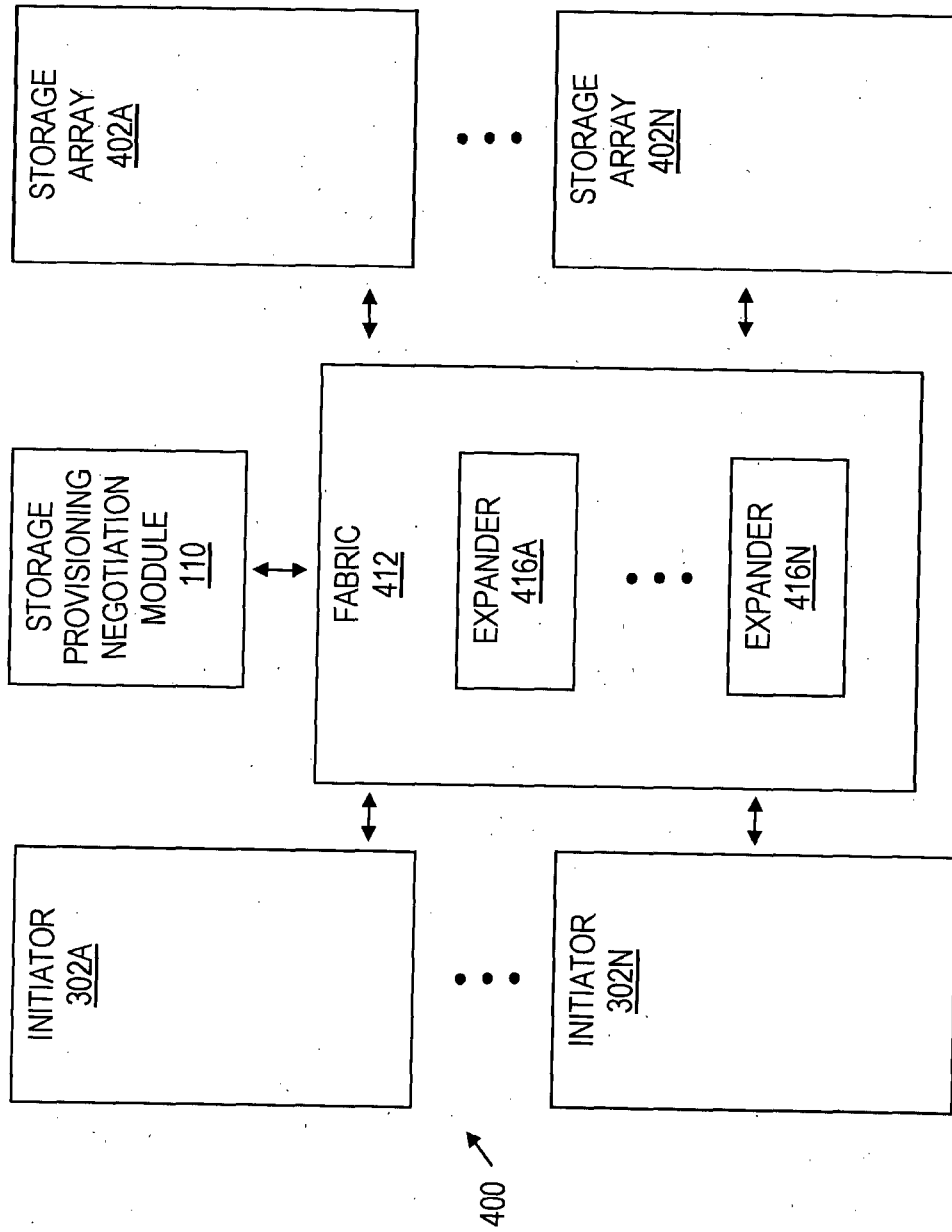 STORAGE
PROVISIONING
NEGOTIATION
MODULE
110
INITIATOR
302A
INITIATOR
302N
FABRIC
412
EXPANDER
416A
EXPANDER
416N
STORAGE
ARRAY
402A
STORAGE
ARRAY
402N
400